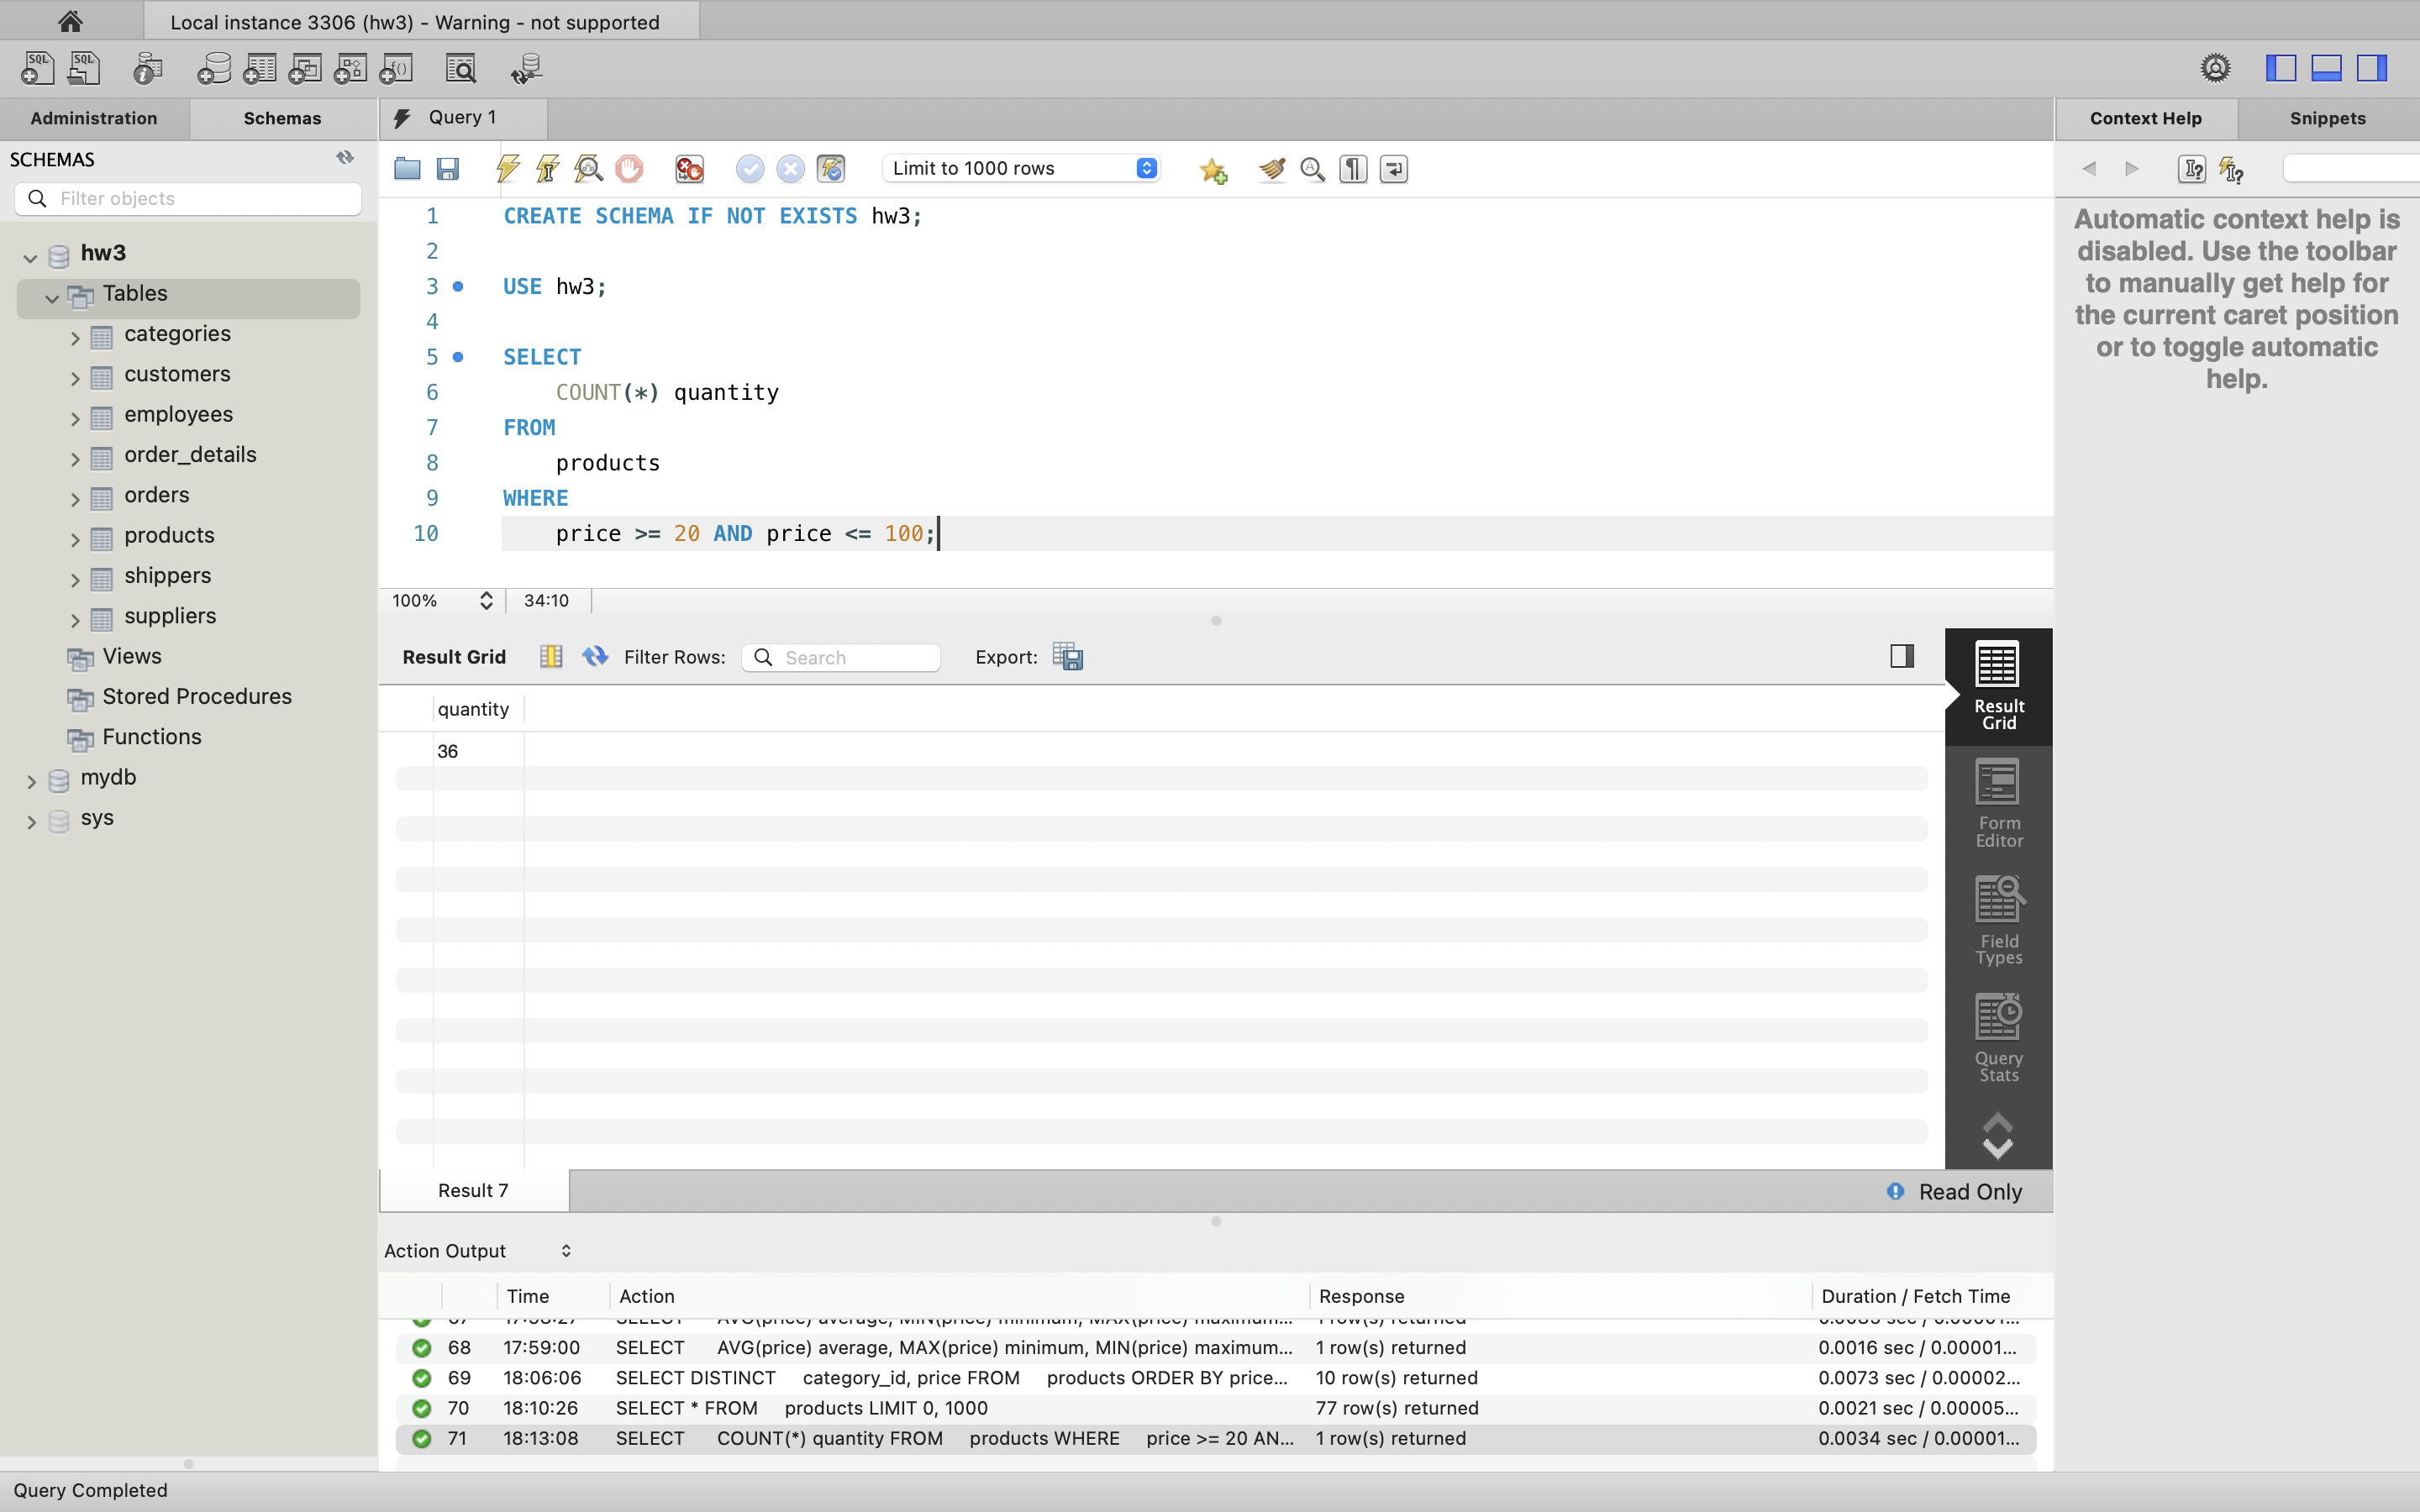 Local instance 3306 (hw3) - Warning - not supported
Administration
Schemas
Query 1
Context Help
Snippets
SCHEMAS
Filter objects
Limit to 1000 rows
hw3
Tables
categories
customers
employees
order_details
orders
products
shippers
suppliers
Views
Stored Procedures
Functions
mydb
sys
1 CREATE SCHEMA IF NOT EXISTS hw3;
2
3 USE hw3;
4
5 SELECT
6 COUNT(*) quantity
7 FROM
8 products
9 WHERE
10 price >= 20 AND price <= 100;
Automatic context help is
disabled. Use the toolbar
to manually get help for
the current caret position
or to toggle automatic
help.
100% 34:10
Result Grid Filter Rows: Search Export:
quantity
36
Result
Grid
Form
Editor
Field
Types
Query
Stats
Result 7
Read Only
Action Output
Time Action Response Duration / Fetch Time
68 17:59:00 SELECT AVG(price) average, MAX(price) minimum, MIN(price) maximum... 1 row(s) returned 0.0016 sec / 0.00001...
69 18:06:06 SELECT DISTINCT category_id, price FROM products ORDER BY price... 10 row(s) returned 0.0073 sec / 0.00002...
70 18:10:26 SELECT * FROM products LIMIT 0, 1000 77 row(s) returned 0.0021 sec / 0.00005...
71 18:13:08 SELECT COUNT(*) quantity FROM products WHERE price >= 20 AN... 1 row(s) returned 0.0034 sec / 0.00001...
Query Completed